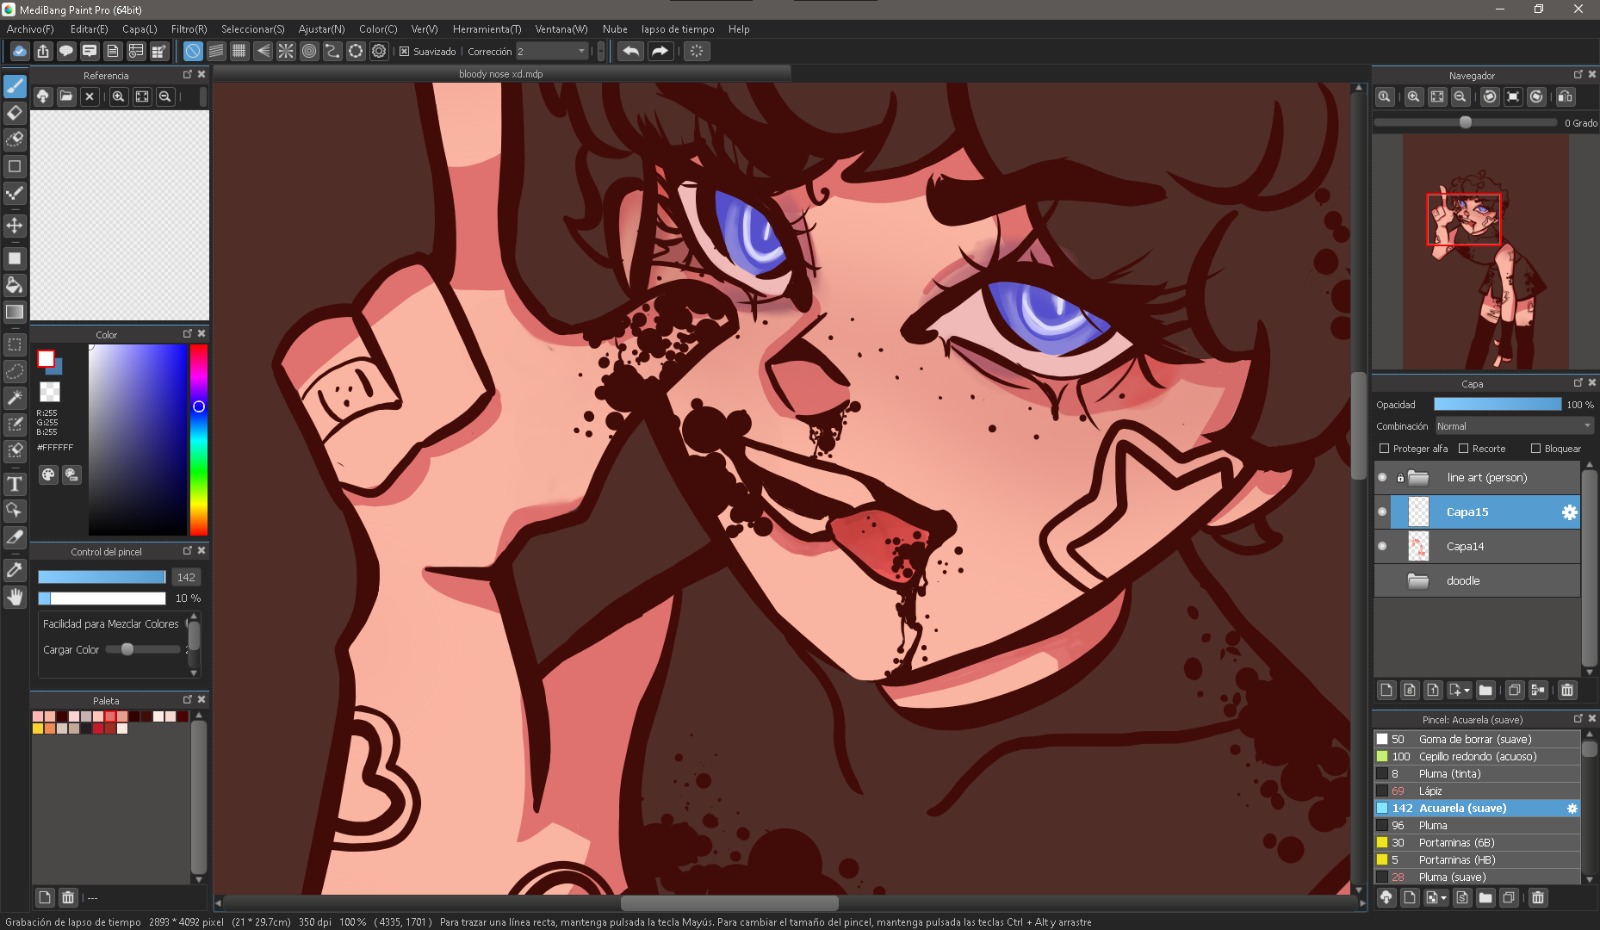 MediBang Paint Pro (64bit)
Archivo(F) Editar(E) Capa(L) Filtro(R) Seleccionar(S) Ajustar(N) Color(C) Ver(V) Herramienta(T) Ventana(W) Nube lapso de tiempo Help
Suavizado Corrección 2
Referencia
bloody nose xd.mdp
Navegador
0 Grado
Color
R:255
G:255
B:255
#FFFFFF
Capa
Opacidad 100 %
Combinación Normal
Proteger alfa Recorte Bloquear
line art (person)
Capa15
Capa14
doodle
Control del pincel
142
10 %
Facilidad para Mezclar Colores
Cargar Color
Paleta
---
Pincel: Acuarela (suave)
50 Goma de borrar (suave)
100 Cepillo redondo (acuoso)
8 Pluma (tinta)
69 Lápiz
142 Acuarela (suave)
96 Pluma
30 Portaminas (6B)
5 Portaminas (HB)
28 Pluma (suave)
Grabación de lapso de tiempo 2893 * 4092 pixel (21 * 29.7cm) 350 dpi 100 % ( 4335, 1701 ) Para trazar una línea recta, mantenga pulsada la tecla Mayús. Para cambiar el tamaño del pincel, mantenga pulsadas las teclas Ctrl + Alt y arrastre